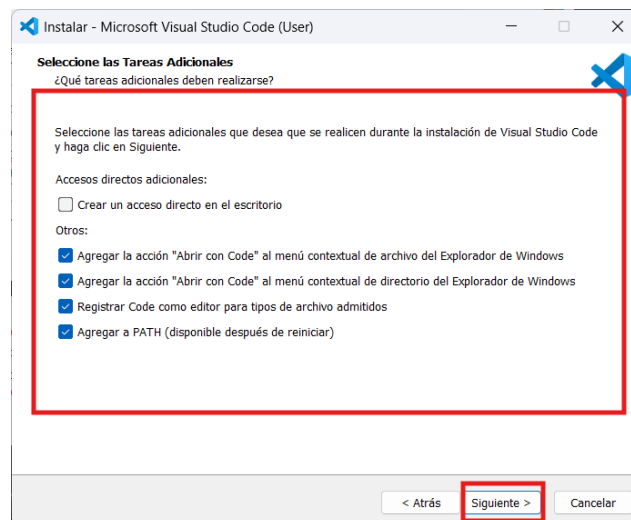 Instalar - Microsoft Visual Studio Code (User)
Seleccione las Tareas Adicionales
¿Qué tareas adicionales deben realizarse?
Seleccione las tareas adicionales que desea que se realicen durante la instalación de Visual Studio Code
y haga clic en Siguiente.
Accesos directos adicionales:
Crear un acceso directo en el escritorio
Otros:
Agregar la acción "Abrir con Code" al menú contextual de archivo del Explorador de Windows
Agregar la acción "Abrir con Code" al menú contextual de directorio del Explorador de Windows
Registrar Code como editor para tipos de archivo admitidos
Agregar a PATH (disponible después de reiniciar)
< Atrás Siguiente > Cancelar